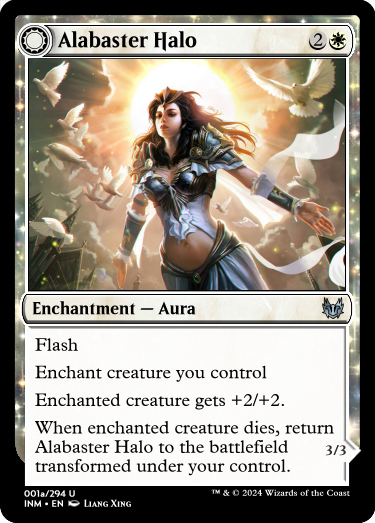 Alabaster Halo 2
Enchantment — Aura
Flash
Enchant creature you control
Enchanted creature gets +2/+2.
When enchanted creature dies, return
Alabaster Halo to the battlefield
transformed under your control.
3/3
001a/294 U
INM • EN Liang Xing
™ & © 2024 Wizards of the Coast